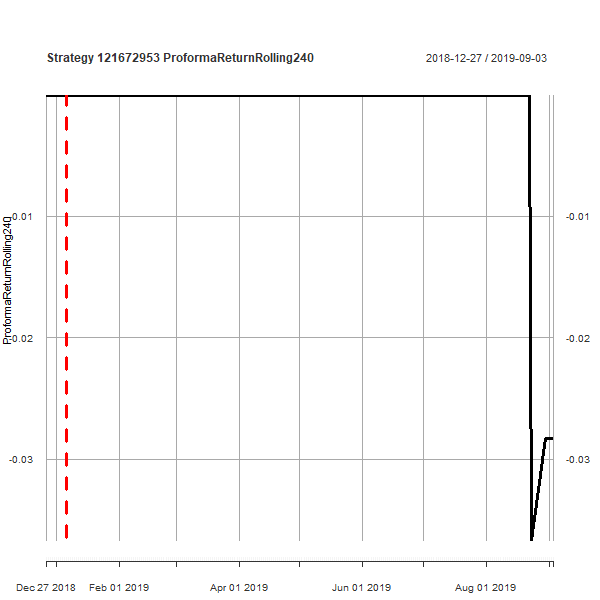 Strategy 121672953 ProformaReturnRolling240
2018-12-27 / 2019-09-03
ProformaReturnRolling240
-0.01 -0.01
-0.02 -0.02
-0.03 -0.03
Dec 27 2018 Feb 01 2019 Apr 01 2019 Jun 01 2019 Aug 01 2019